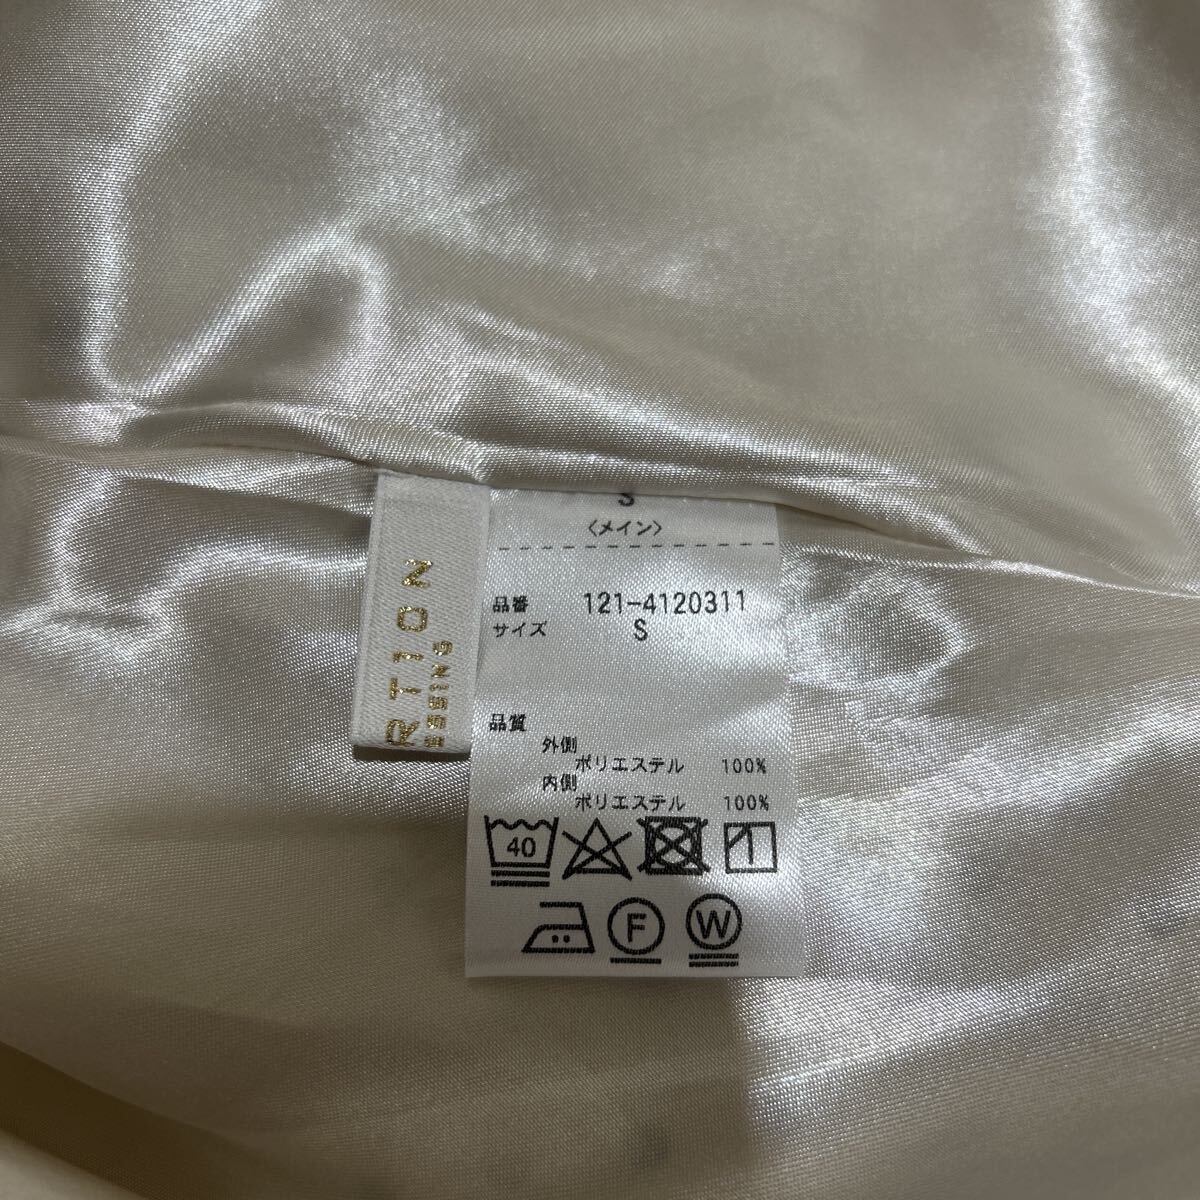 RTION
ESSING
S
〈メイン〉
品番 121-4120311
サイズ S
品質
外側
ポリエステル 100%
内側
ポリエステル 100%
40
F
W